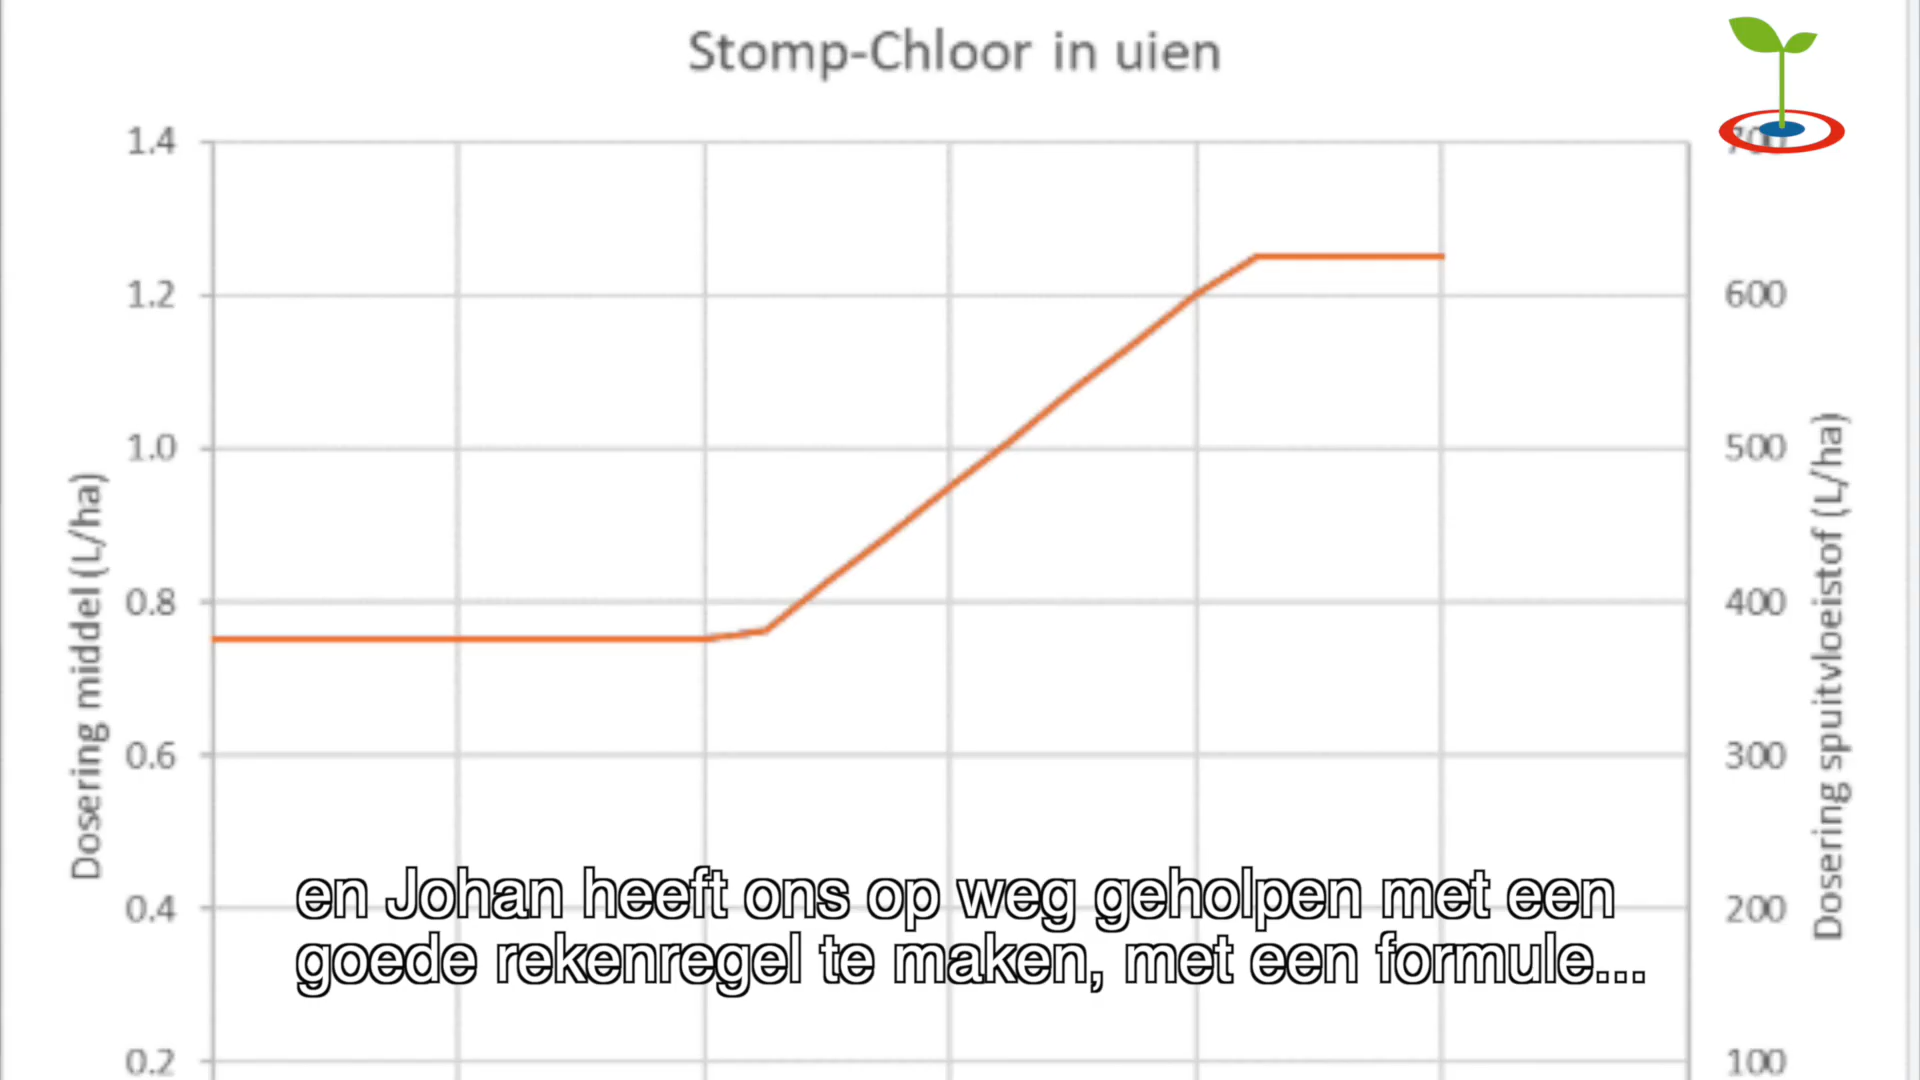 Stomp-Chloor in uien
1.4
1.2
1.0
0.8
0.6
0.4
0.2
Dosering middel (L/ha)
700
600
500
400
300
200
100
Dosering spuitvloeistof (L/ha)
en Johan heeft ons op weg geholpen met een
goede rekenregel te maken, met een formule...